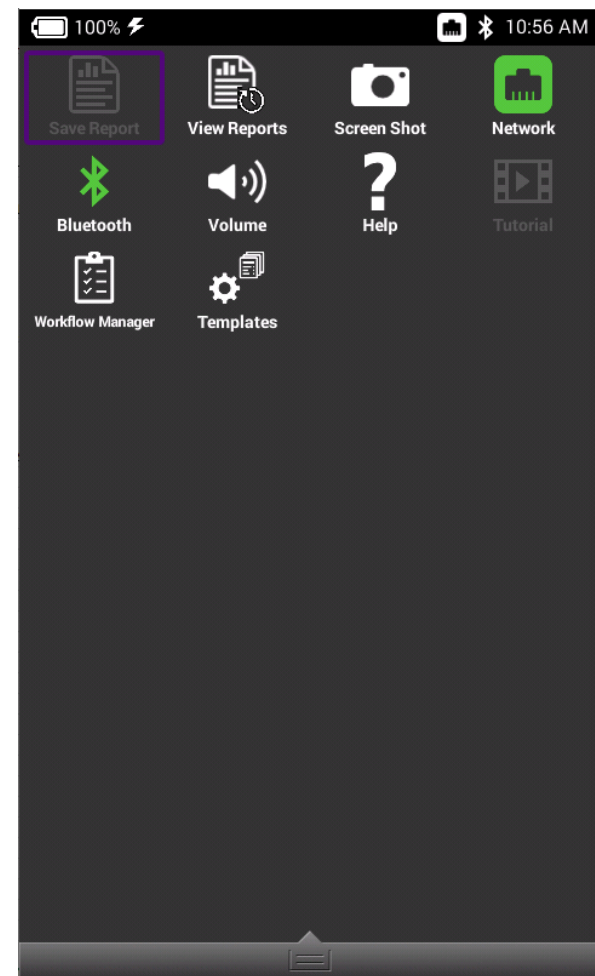 100% 10:56 AM
Save Report View Reports Screen Shot Network
Bluetooth Volume Help Tutorial
Workflow Manager Templates